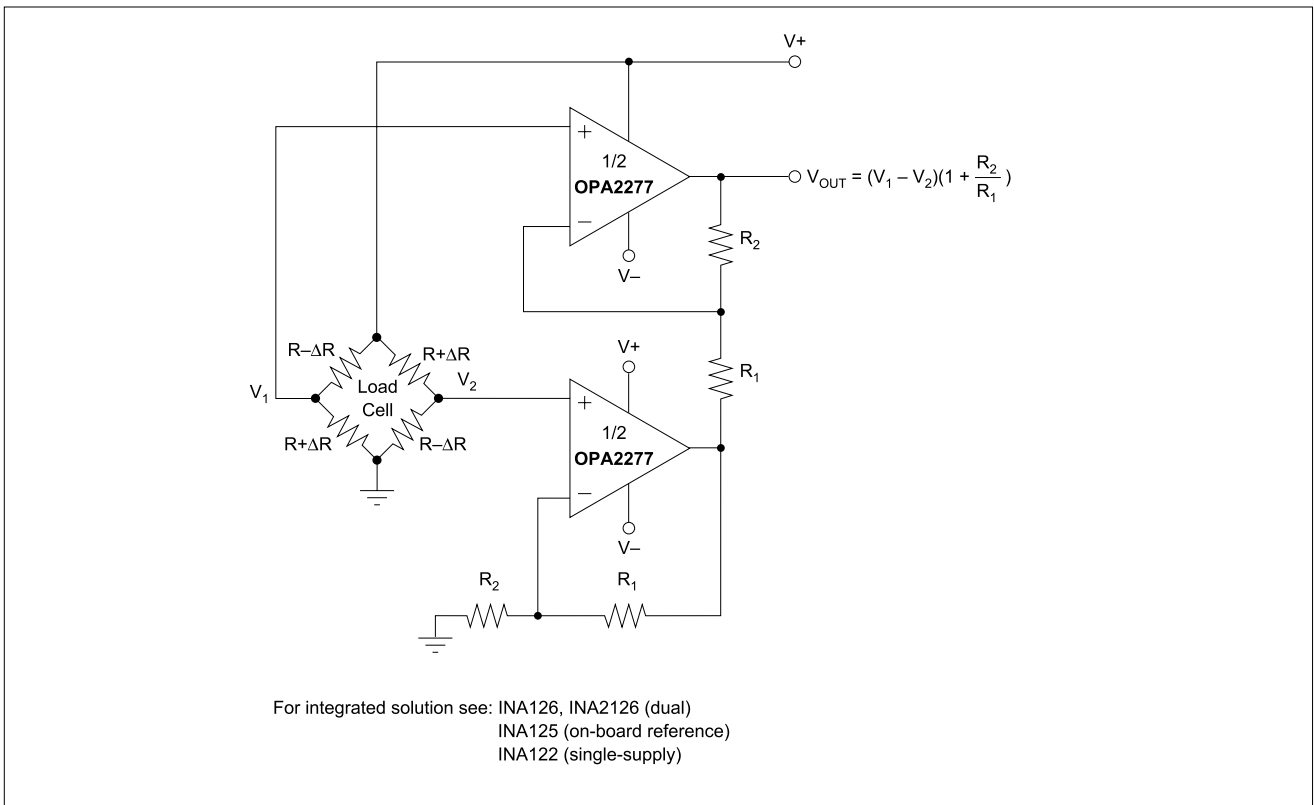 V+
+
1/2
OPA2277
−
V−
V_OUT = (V_1 – V_2)(1 + R_2/R_1 )
R_2
R_1
R−ΔR
R+ΔR
V_1
V_2
Load
Cell
R+ΔR
R−ΔR
V+
+
1/2
OPA2277
−
V−
R_2
R_1
For integrated solution see: INA126, INA2126 (dual)
INA125 (on-board reference)
INA122 (single-supply)